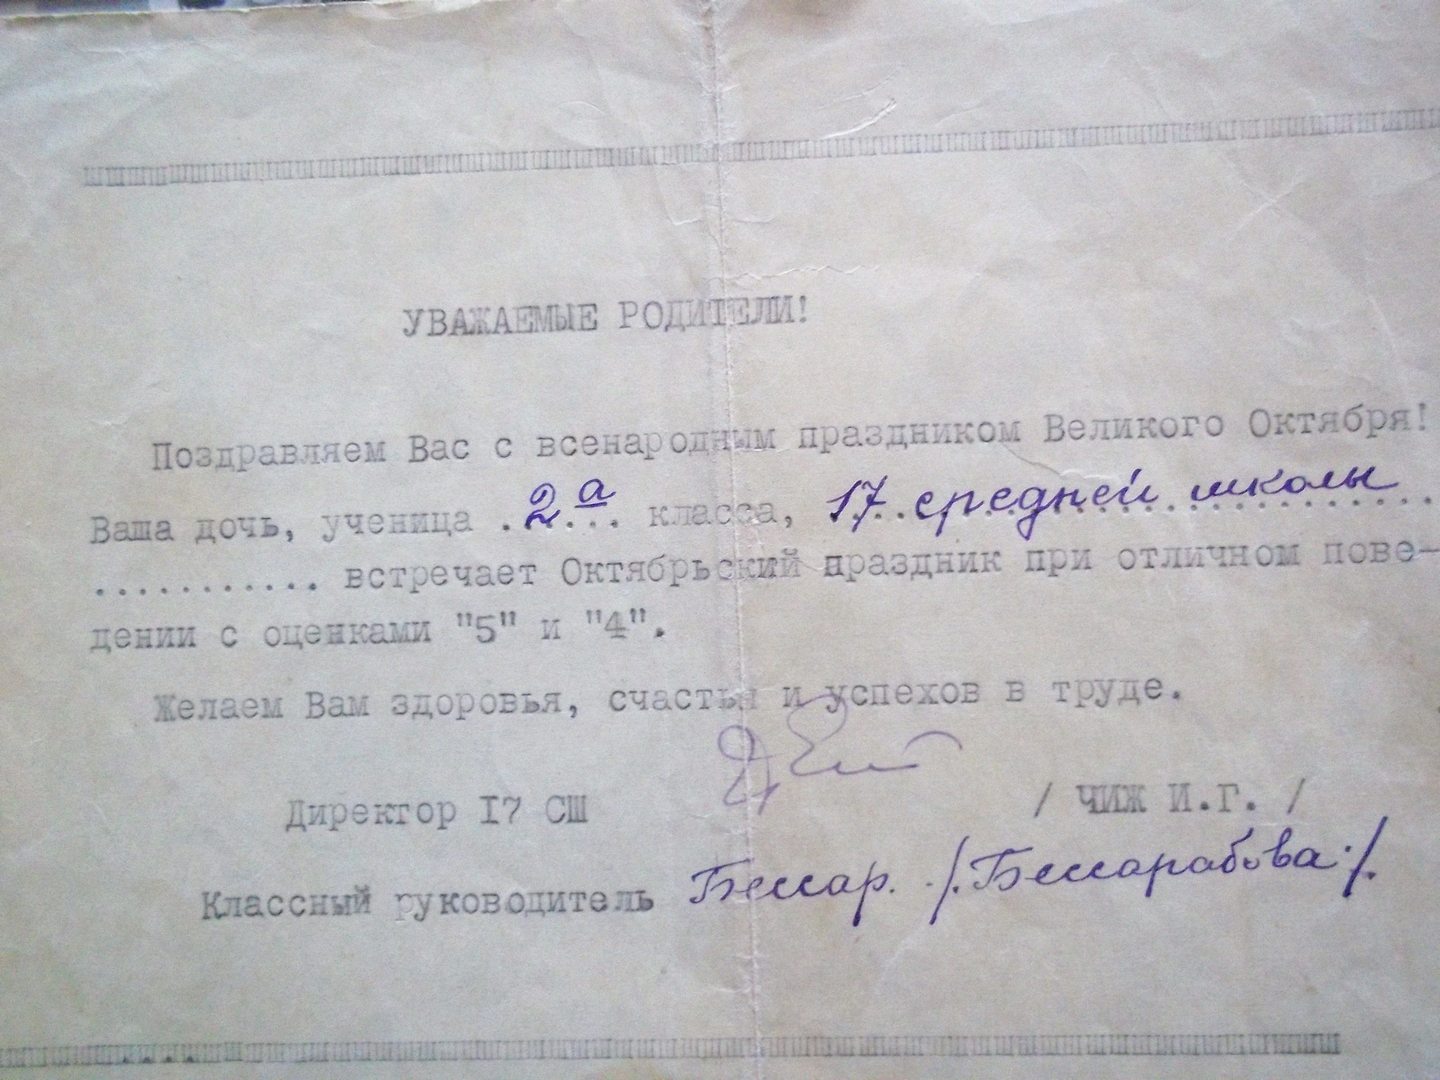 УВАЖАЕМЫЕ РОДИТЕЛИ!
Поздравляем Вас с всенародным праздником Великого Октября!
Ваша дочь, ученица . 2а ... класса, 17 средней школы
........... встречает Октябрьский праздник при отличном пове-
дении с оценками "5" и "4".
Желаем Вам здоровья, счастья и успехов в труде.
Директор I7 СШ / ЧИЖ И.Г. /
Классный руководитель Бессар. /.Бессарабова./.